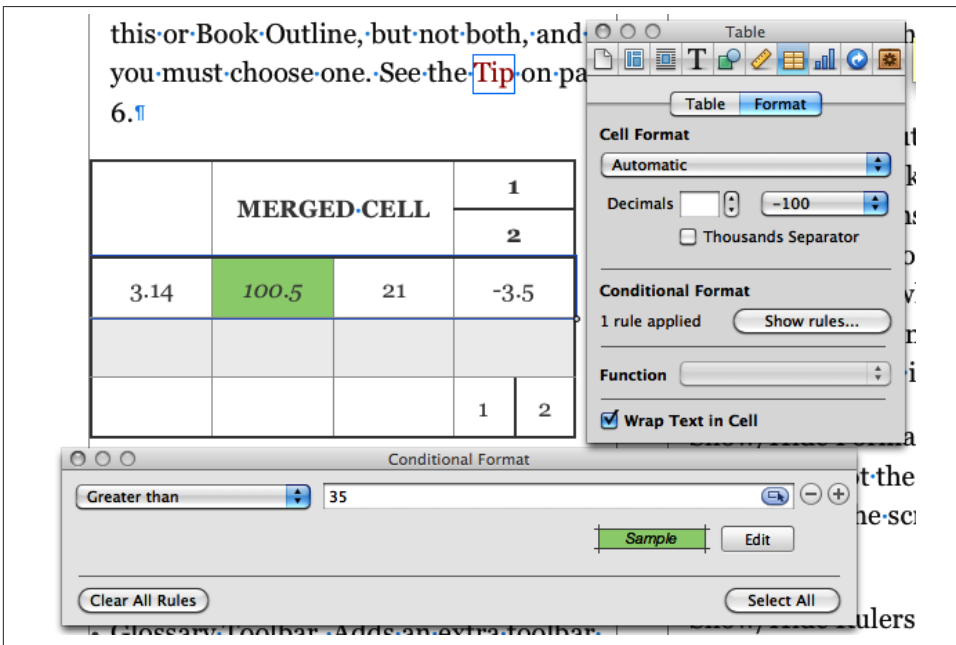 this or Book Outline, but not both, and
you must choose one. See the Tip on pa
6.¶
MERGED CELL
1
2
3.14 100.5 21 -3.5
1 2
Table
Table Format
Cell Format
Automatic
Decimals -100
Thousands Separator
Conditional Format
1 rule applied Show rules...
Function
Wrap Text in Cell
Conditional Format
Greater than 35
Sample Edit
Clear All Rules Select All
Glossary Toolbar. Adds an extra toolbar